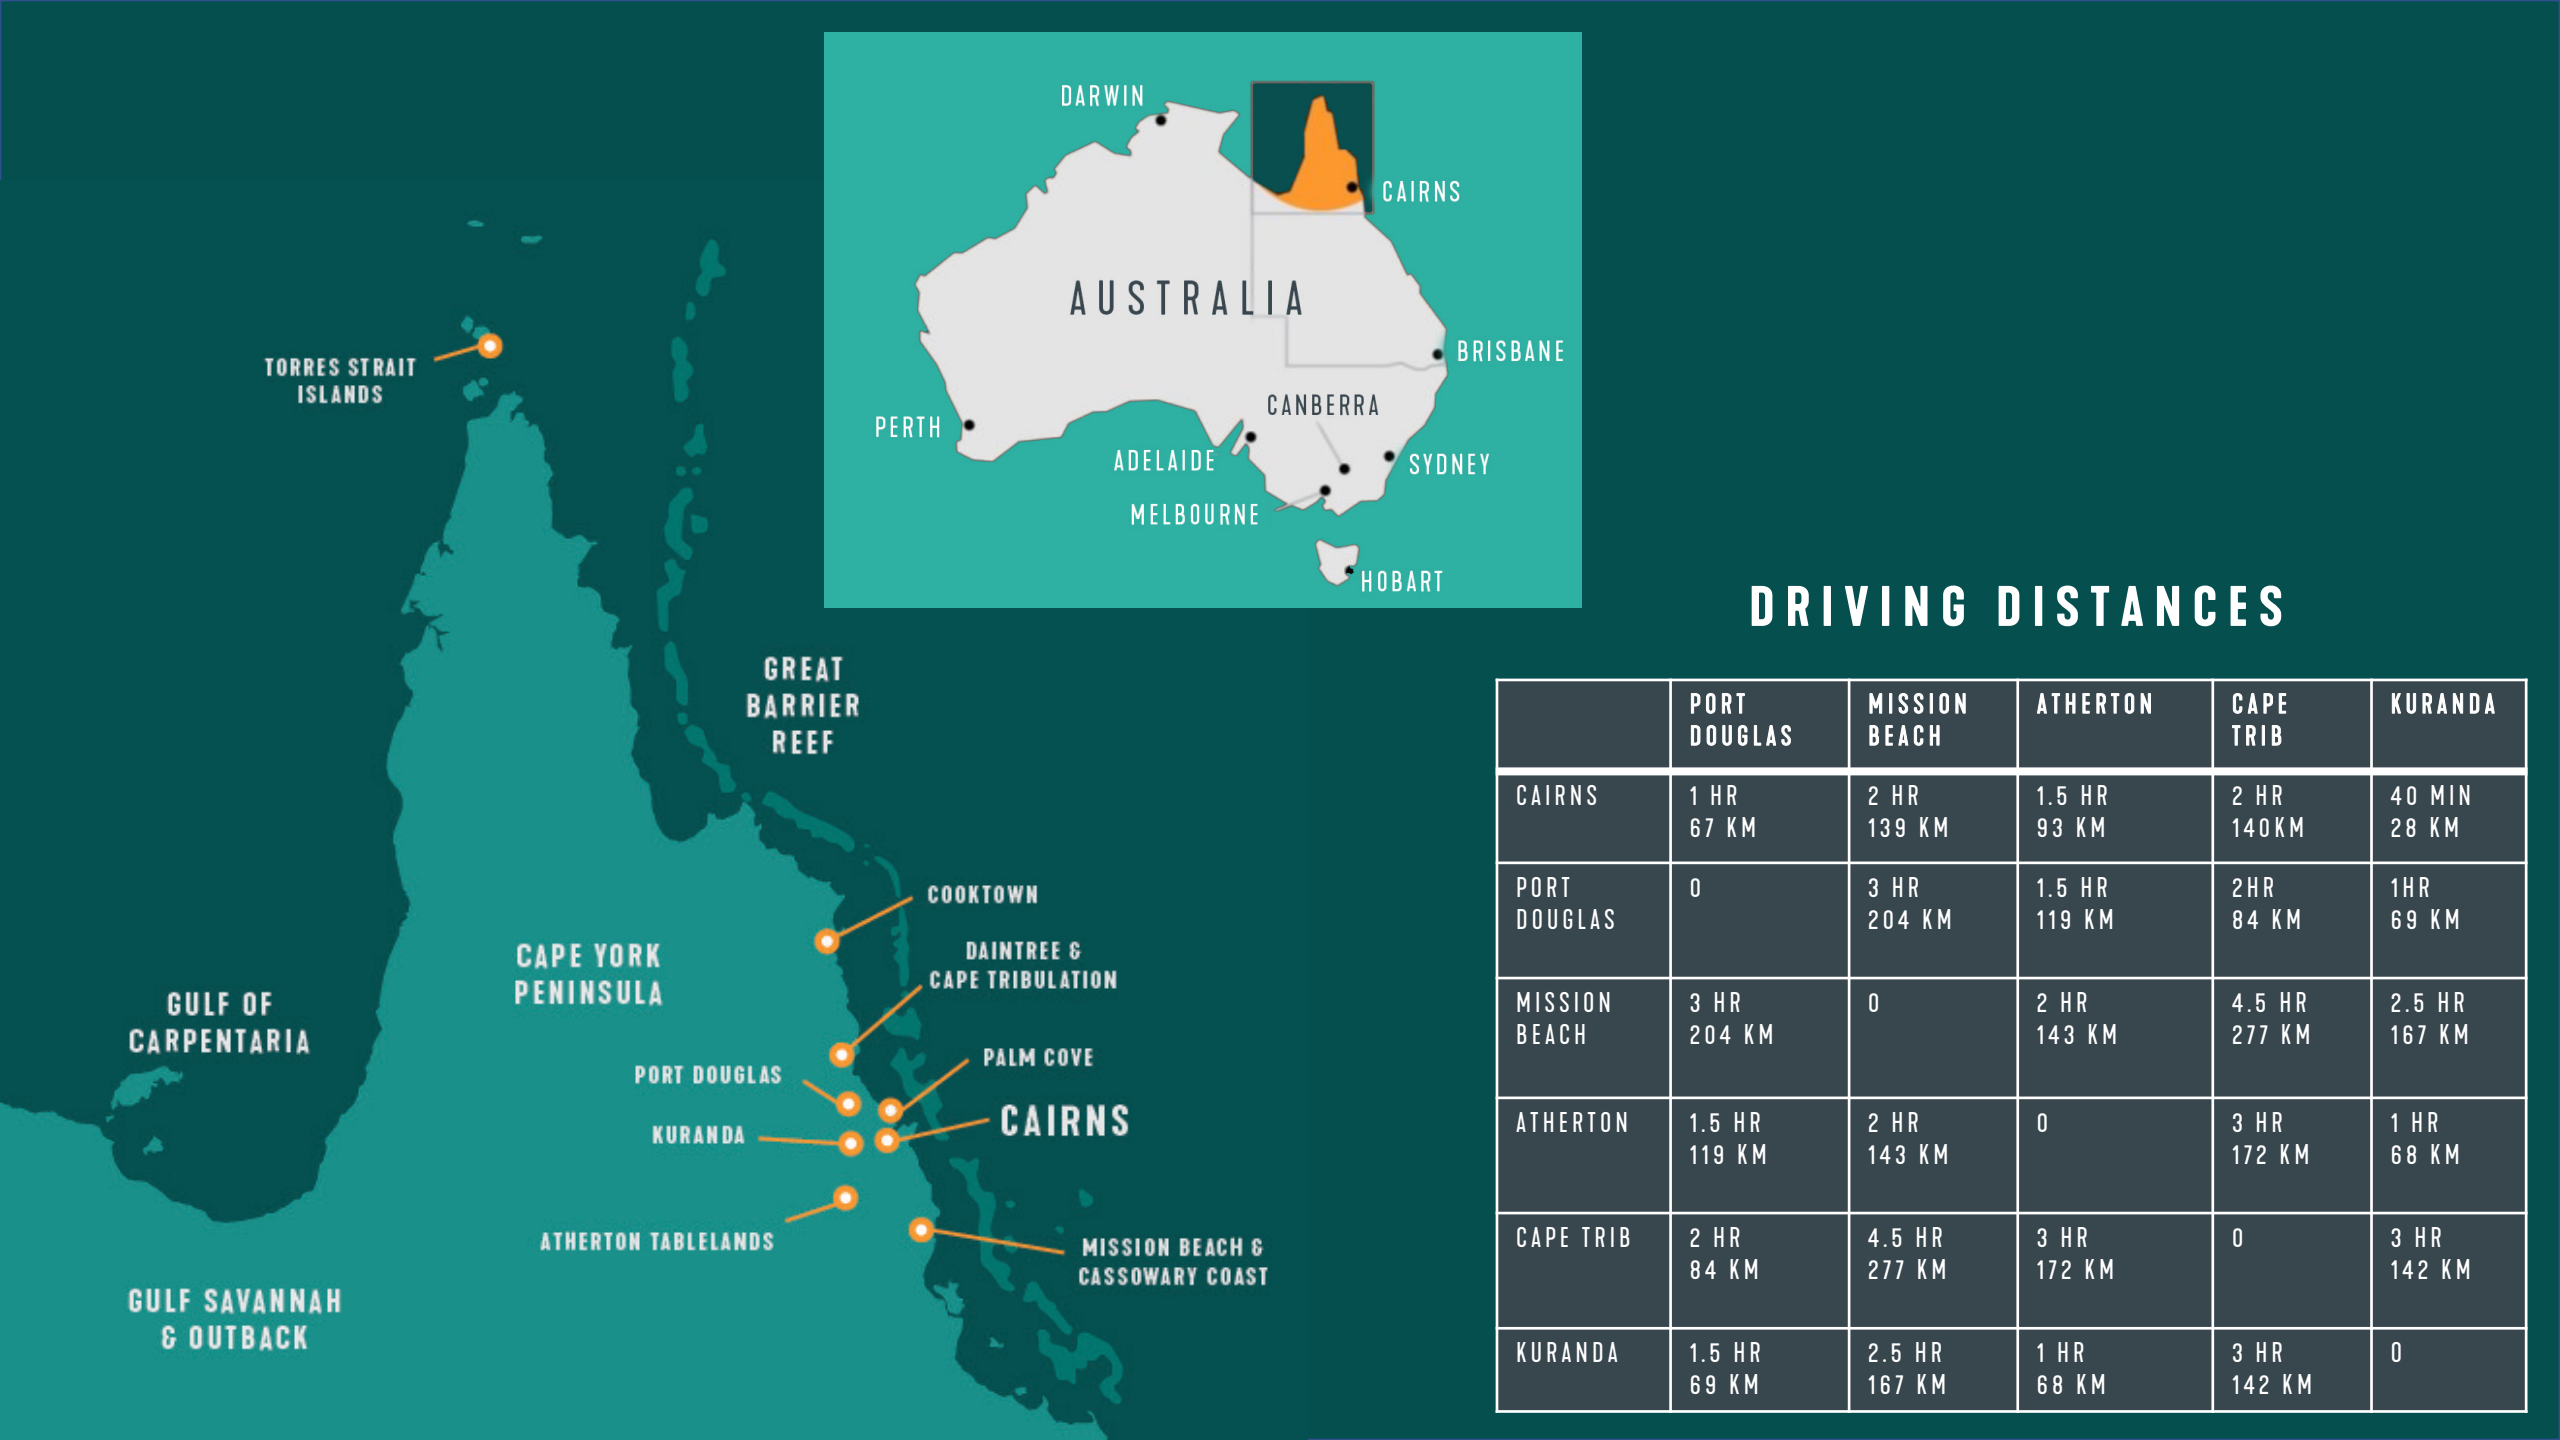 DARWIN
CAIRNS
AUSTRALIA
BRISBANE
CANBERRA
PERTH
ADELAIDE
SYDNEY
MELBOURNE
HOBART
TORRES STRAIT
ISLANDS
GREAT
BARRIER
REEF
COOKTOWN
DAINTREE &
CAPE TRIBULATION
CAPE YORK
PENINSULA
GULF OF
CARPENTARIA
PALM COVE
PORT DOUGLAS
CAIRNS
KURANDA
ATHERTON TABLELANDS
MISSION BEACH &
CASSOWARY COAST
GULF SAVANNAH
& OUTBACK
DRIVING DISTANCES
PORT DOUGLAS MISSION BEACH ATHERTON CAPE TRIB KURANDA
CAIRNS 1 HR 2 HR 1.5 HR 2 HR 40 MIN
67 KM 139 KM 93 KM 140KM 28 KM
PORT 0 3 HR 1.5 HR 2HR 1HR
DOUGLAS 204 KM 119 KM 84 KM 69 KM
MISSION 3 HR 0 2 HR 4.5 HR 2.5 HR
BEACH 204 KM 143 KM 277 KM 167 KM
ATHERTON 1.5 HR 2 HR 0 3 HR 1 HR
119 KM 143 KM 172 KM 68 KM
CAPE TRIB 2 HR 4.5 HR 3 HR 0 3 HR
84 KM 277 KM 172 KM 142 KM
KURANDA 1.5 HR 2.5 HR 1 HR 3 HR 0
69 KM 167 KM 68 KM 142 KM